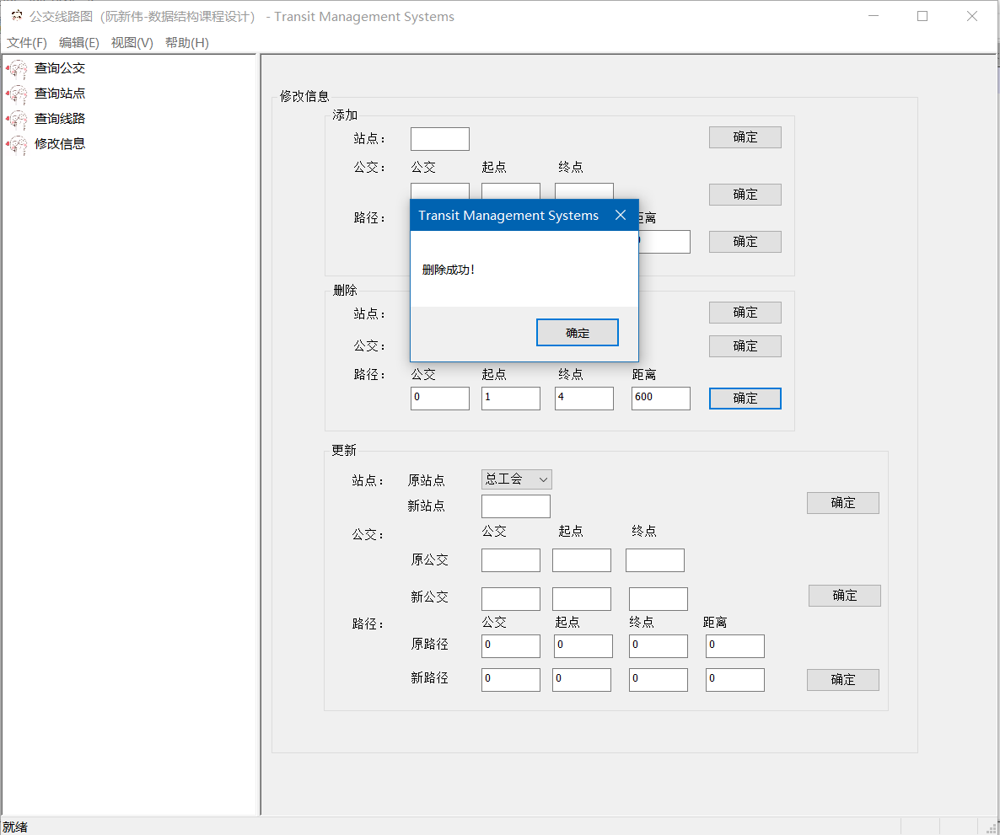 公交线路图（阮新伟-数据结构课程设计） - Transit Management Systems
文件(F) 编辑(E) 视图(V) 帮助(H)
查询公交
查询站点
查询线路
修改信息
修改信息
添加
站点： 确定
公交： 公交 起点 终点
确定
路径： 距离
确定
Transit Management Systems
删除成功！
确定
删除
站点： 确定
公交： 确定
路径： 公交 起点 终点 距离
0 1 4 600 确定
更新
站点： 原站点 总工会
新站点 确定
公交： 公交 起点 终点
原公交
新公交 确定
路径： 公交 起点 终点 距离
原路径 0 0 0 0
新路径 0 0 0 0 确定
就绪